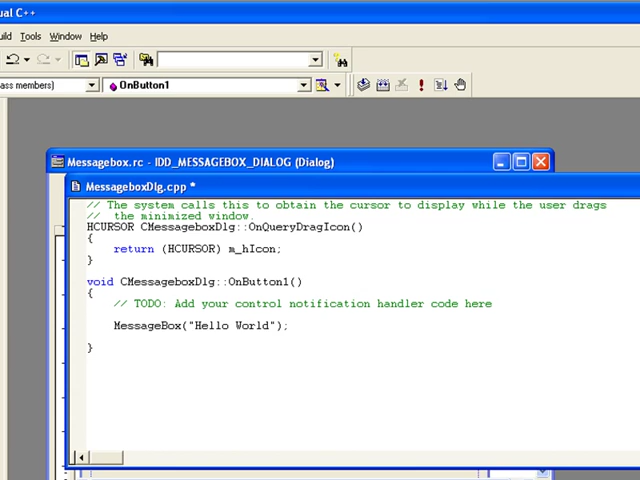 ual C++
uild Tools Window Help
ass members) OnButton1
Messagebox.rc - IDD_MESSAGEBOX_DIALOG (Dialog)
MessageboxDlg.cpp *
// The system calls this to obtain the cursor to display while the user drags
//  the minimized window.
HCURSOR CMessageboxDlg::OnQueryDragIcon()
{
    return (HCURSOR) m_hIcon;
}
void CMessageboxDlg::OnButton1()
{
    // TODO: Add your control notification handler code here
    MessageBox("Hello World");
}